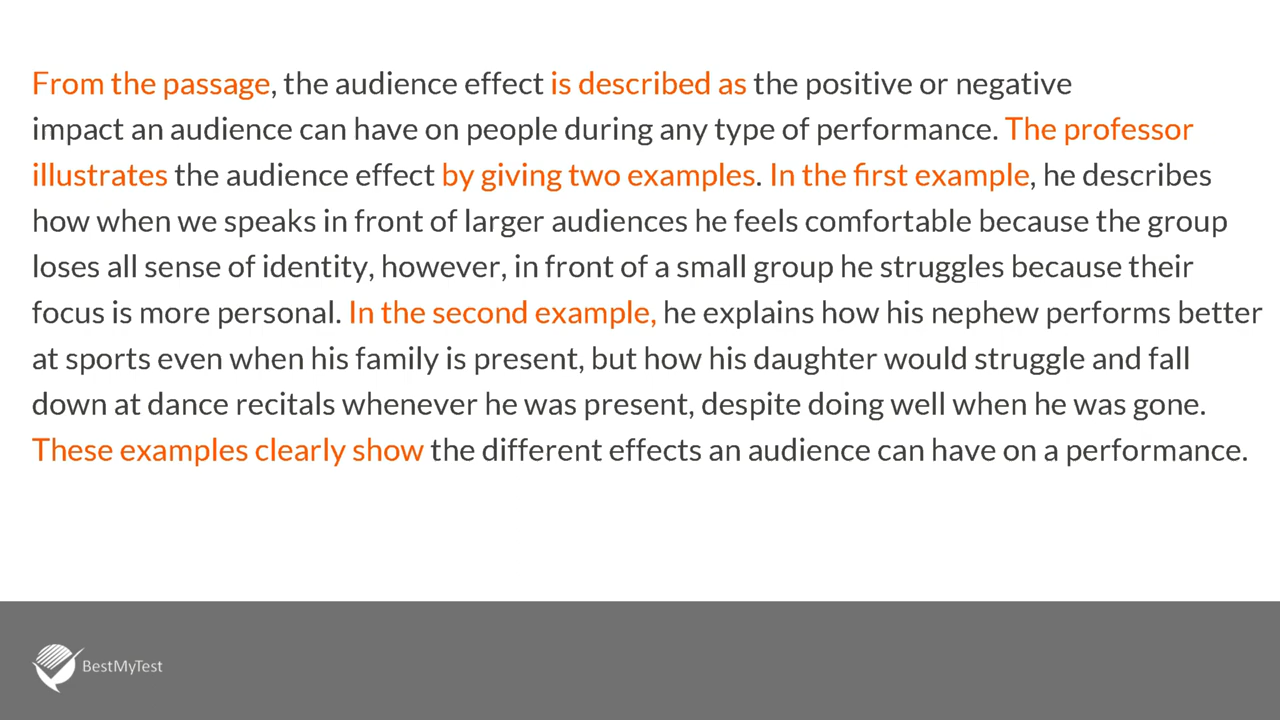 From the passage, the audience effect is described as the positive or negative
impact an audience can have on people during any type of performance. The professor
illustrates the audience effect by giving two examples. In the first example, he describes
how when we speaks in front of larger audiences he feels comfortable because the group
loses all sense of identity, however, in front of a small group he struggles because their
focus is more personal. In the second example, he explains how his nephew performs better
at sports even when his family is present, but how his daughter would struggle and fall
down at dance recitals whenever he was present, despite doing well when he was gone.
These examples clearly show the different effects an audience can have on a performance.
BestMyTest